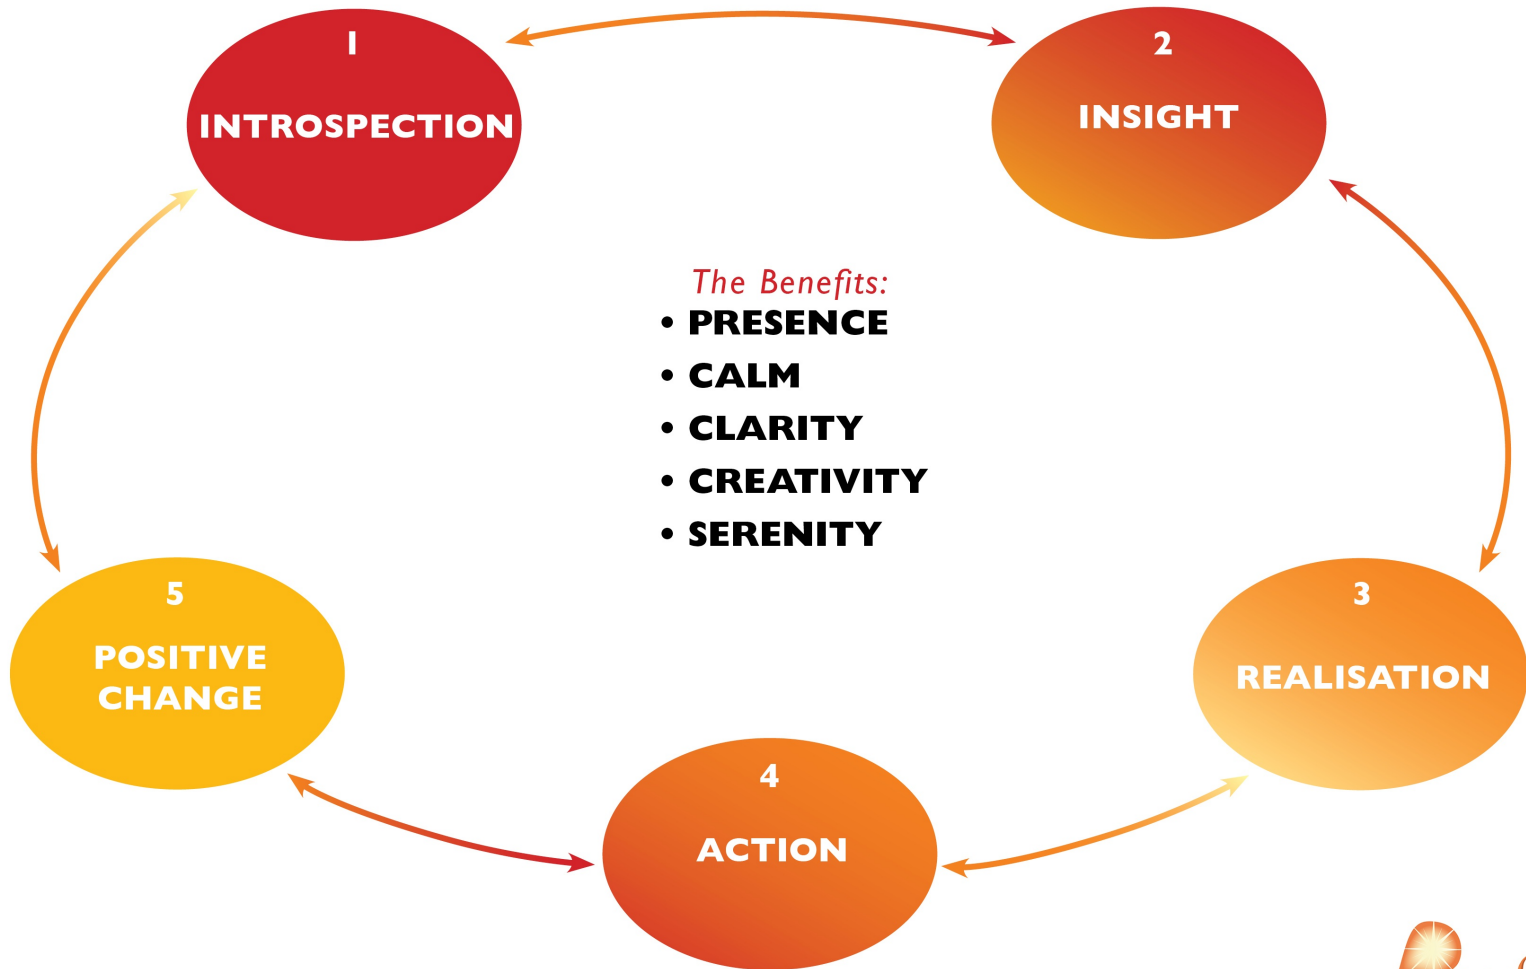 1
INTROSPECTION
2
INSIGHT
The Benefits:
• PRESENCE
• CALM
• CLARITY
• CREATIVITY
• SERENITY
3
REALISATION
4
ACTION
5
POSITIVE
CHANGE